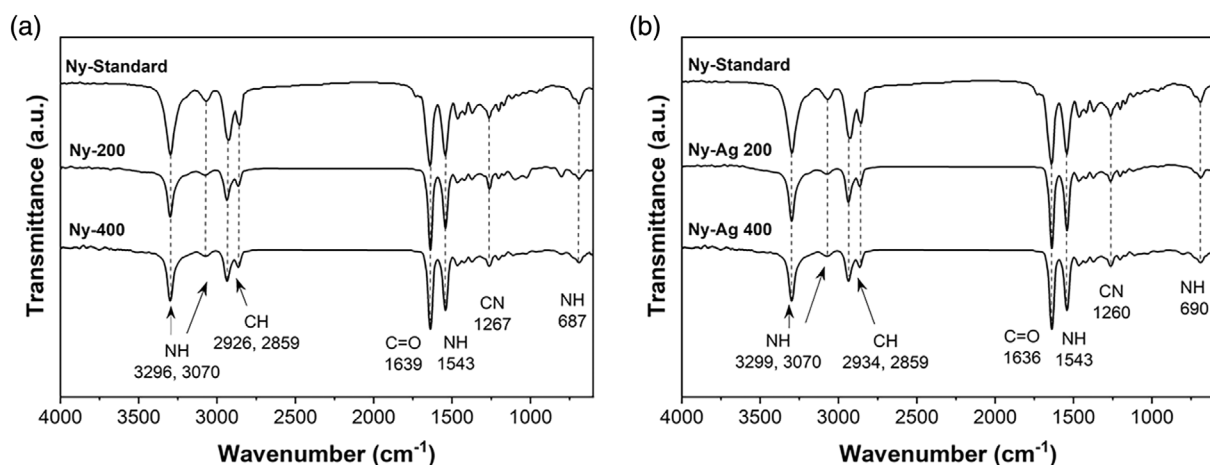 (a)
Ny-Standard
Ny-200
Ny-400
NH
3296, 3070
CH
2926, 2859
C=O
1639
NH
1543
CN
1267
NH
687
4000 3500 3000 2500 2000 1500 1000
Wavenumber (cm⁻¹)
Transmittance (a.u.)
(b)
Ny-Standard
Ny-Ag 200
Ny-Ag 400
NH
3299, 3070
CH
2934, 2859
C=O
1636
NH
1543
CN
1260
NH
690
4000 3500 3000 2500 2000 1500 1000
Wavenumber (cm⁻¹)
Transmittance (a.u.)